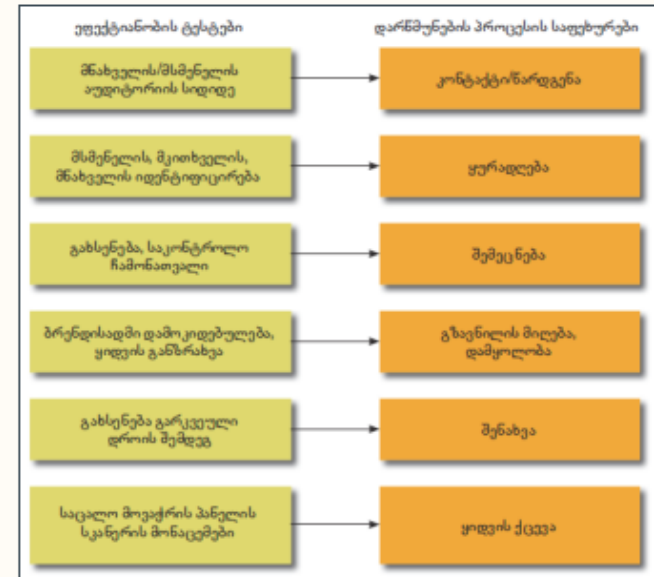 ეფექტიანობის ტესტები
დარწმუნების პროცესის საფეხურები
მნახველის/მსმენელის
აუდიტორიის სიდიდე
კონტაქტი/წარდგენა
მსმენელის, მკითხველის,
მნახველის იდენტიფიცირება
ყურადღება
გახსენება, საკონტროლო
ჩამონათვალი
შემეცნება
ბრენდისადმი დამოკიდებულება,
ყიდვის განზრახვა
გზავნილის მიღება,
დამყოლობა
გახსენება გარკვეული
დროის შემდეგ
შენახვა
საცალო მოვაჭრის პანელის
სკანერის მონაცემები
ყიდვის ქცევა